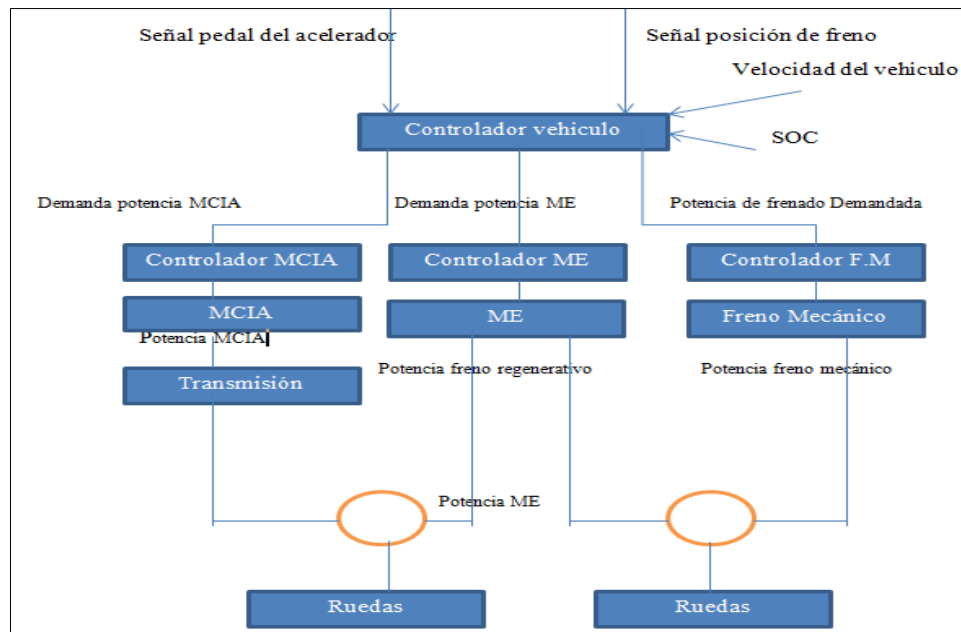 Señal pedal del acelerador
Señal posición de freno
Velocidad del vehiculo
Controlador vehiculo
SOC
Demanda potencia MCIA
Demanda potencia ME
Potencia de frenado Demandada
Controlador MCIA
Controlador ME
Controlador F.M
MCIA
ME
Freno Mecánico
Potencia MCIA
Potencia freno regenerativo
Potencia freno mecánico
Transmisión
Potencia ME
Ruedas
Ruedas